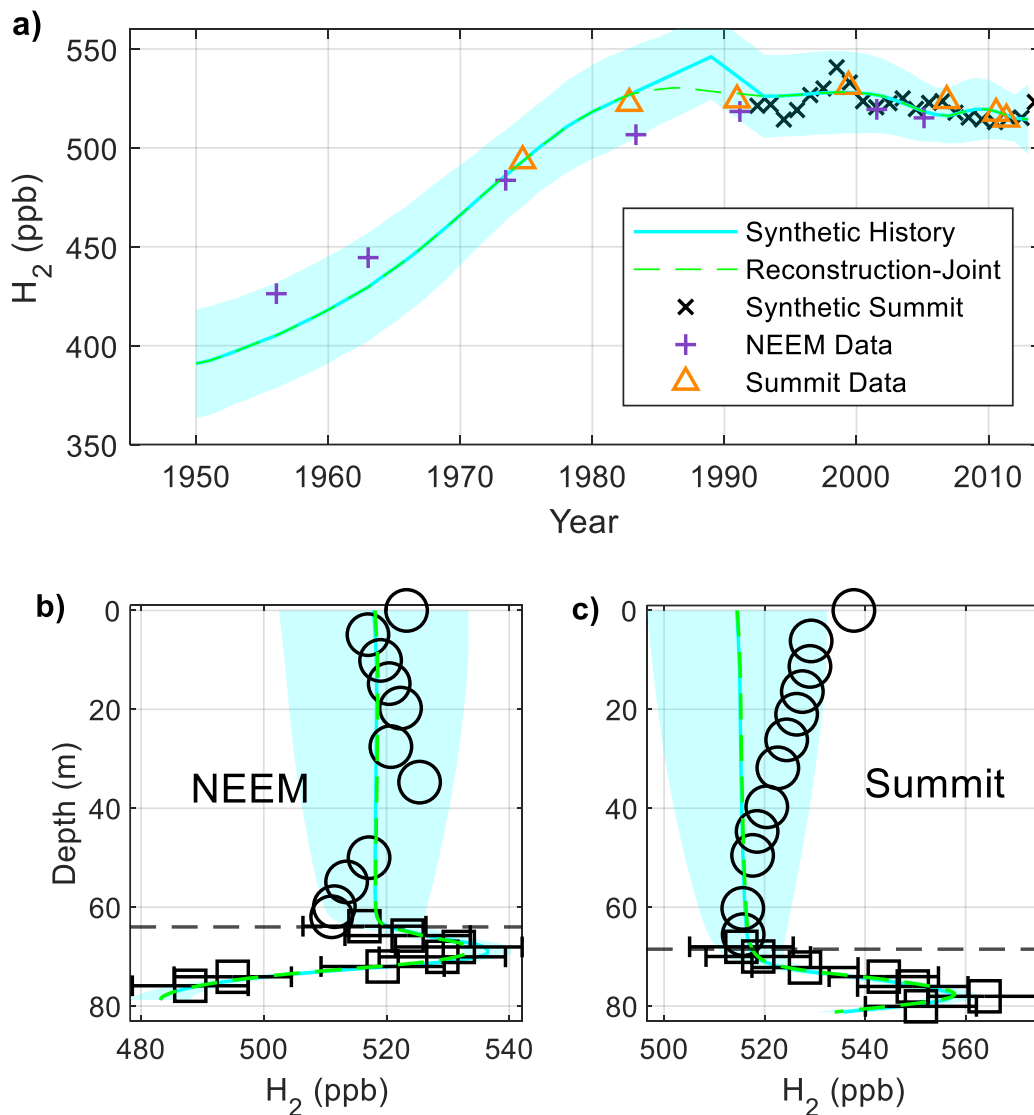 a)
550
500
450
400
350
H2 (ppb)
1950 1960 1970 1980 1990 2000 2010
Year
Synthetic History
Reconstruction-Joint
Synthetic Summit
NEEM Data
Summit Data
b)
0
20
40
60
80
Depth (m)
NEEM
480 500 520 540
H2 (ppb)
c)
0
20
40
60
80
Summit
500 520 540 560
H2 (ppb)